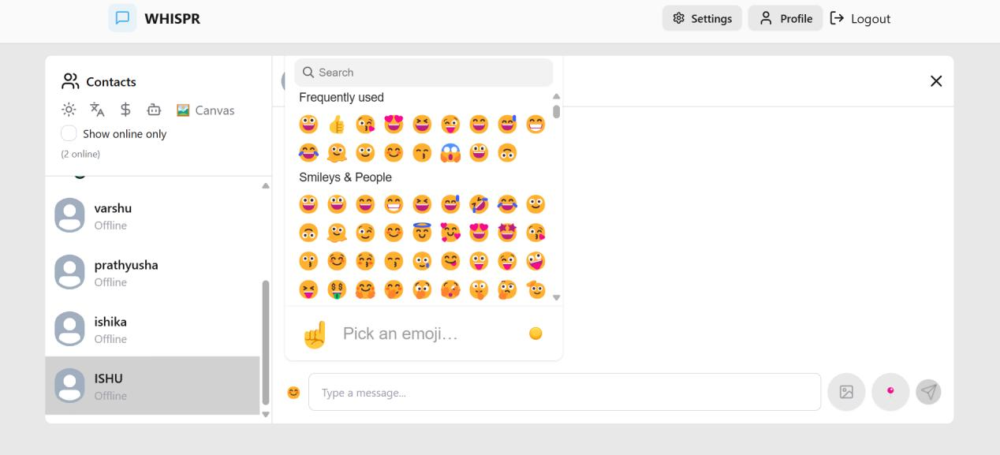 WHISPR
Settings
Profile
Logout
Contacts
Canvas
Show online only
(2 online)
varshu
Offline
prathyusha
Offline
ishika
Offline
ISHU
Offline
Search
Frequently used
Smileys & People
Pick an emoji…
Type a message...